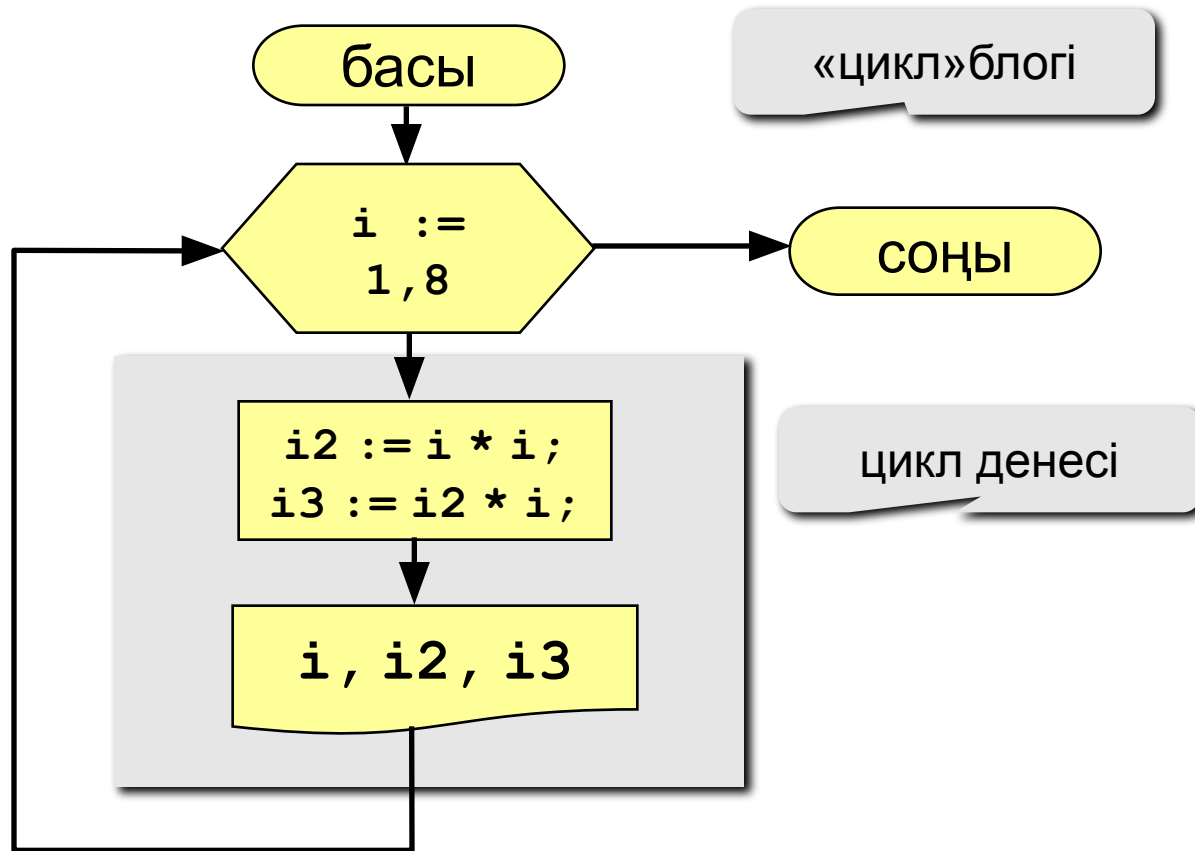 басы
«цикл»блогі
i :=
1,8
соңы
i2 := i * i;
i3 := i2 * i;
цикл денесі
i, i2, i3